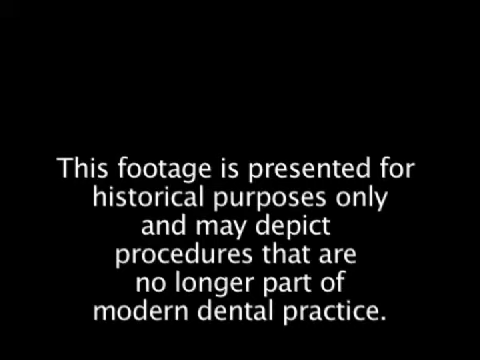 This footage is presented for
historical purposes only
and may depict
procedures that are
no longer part of
modern dental practice.